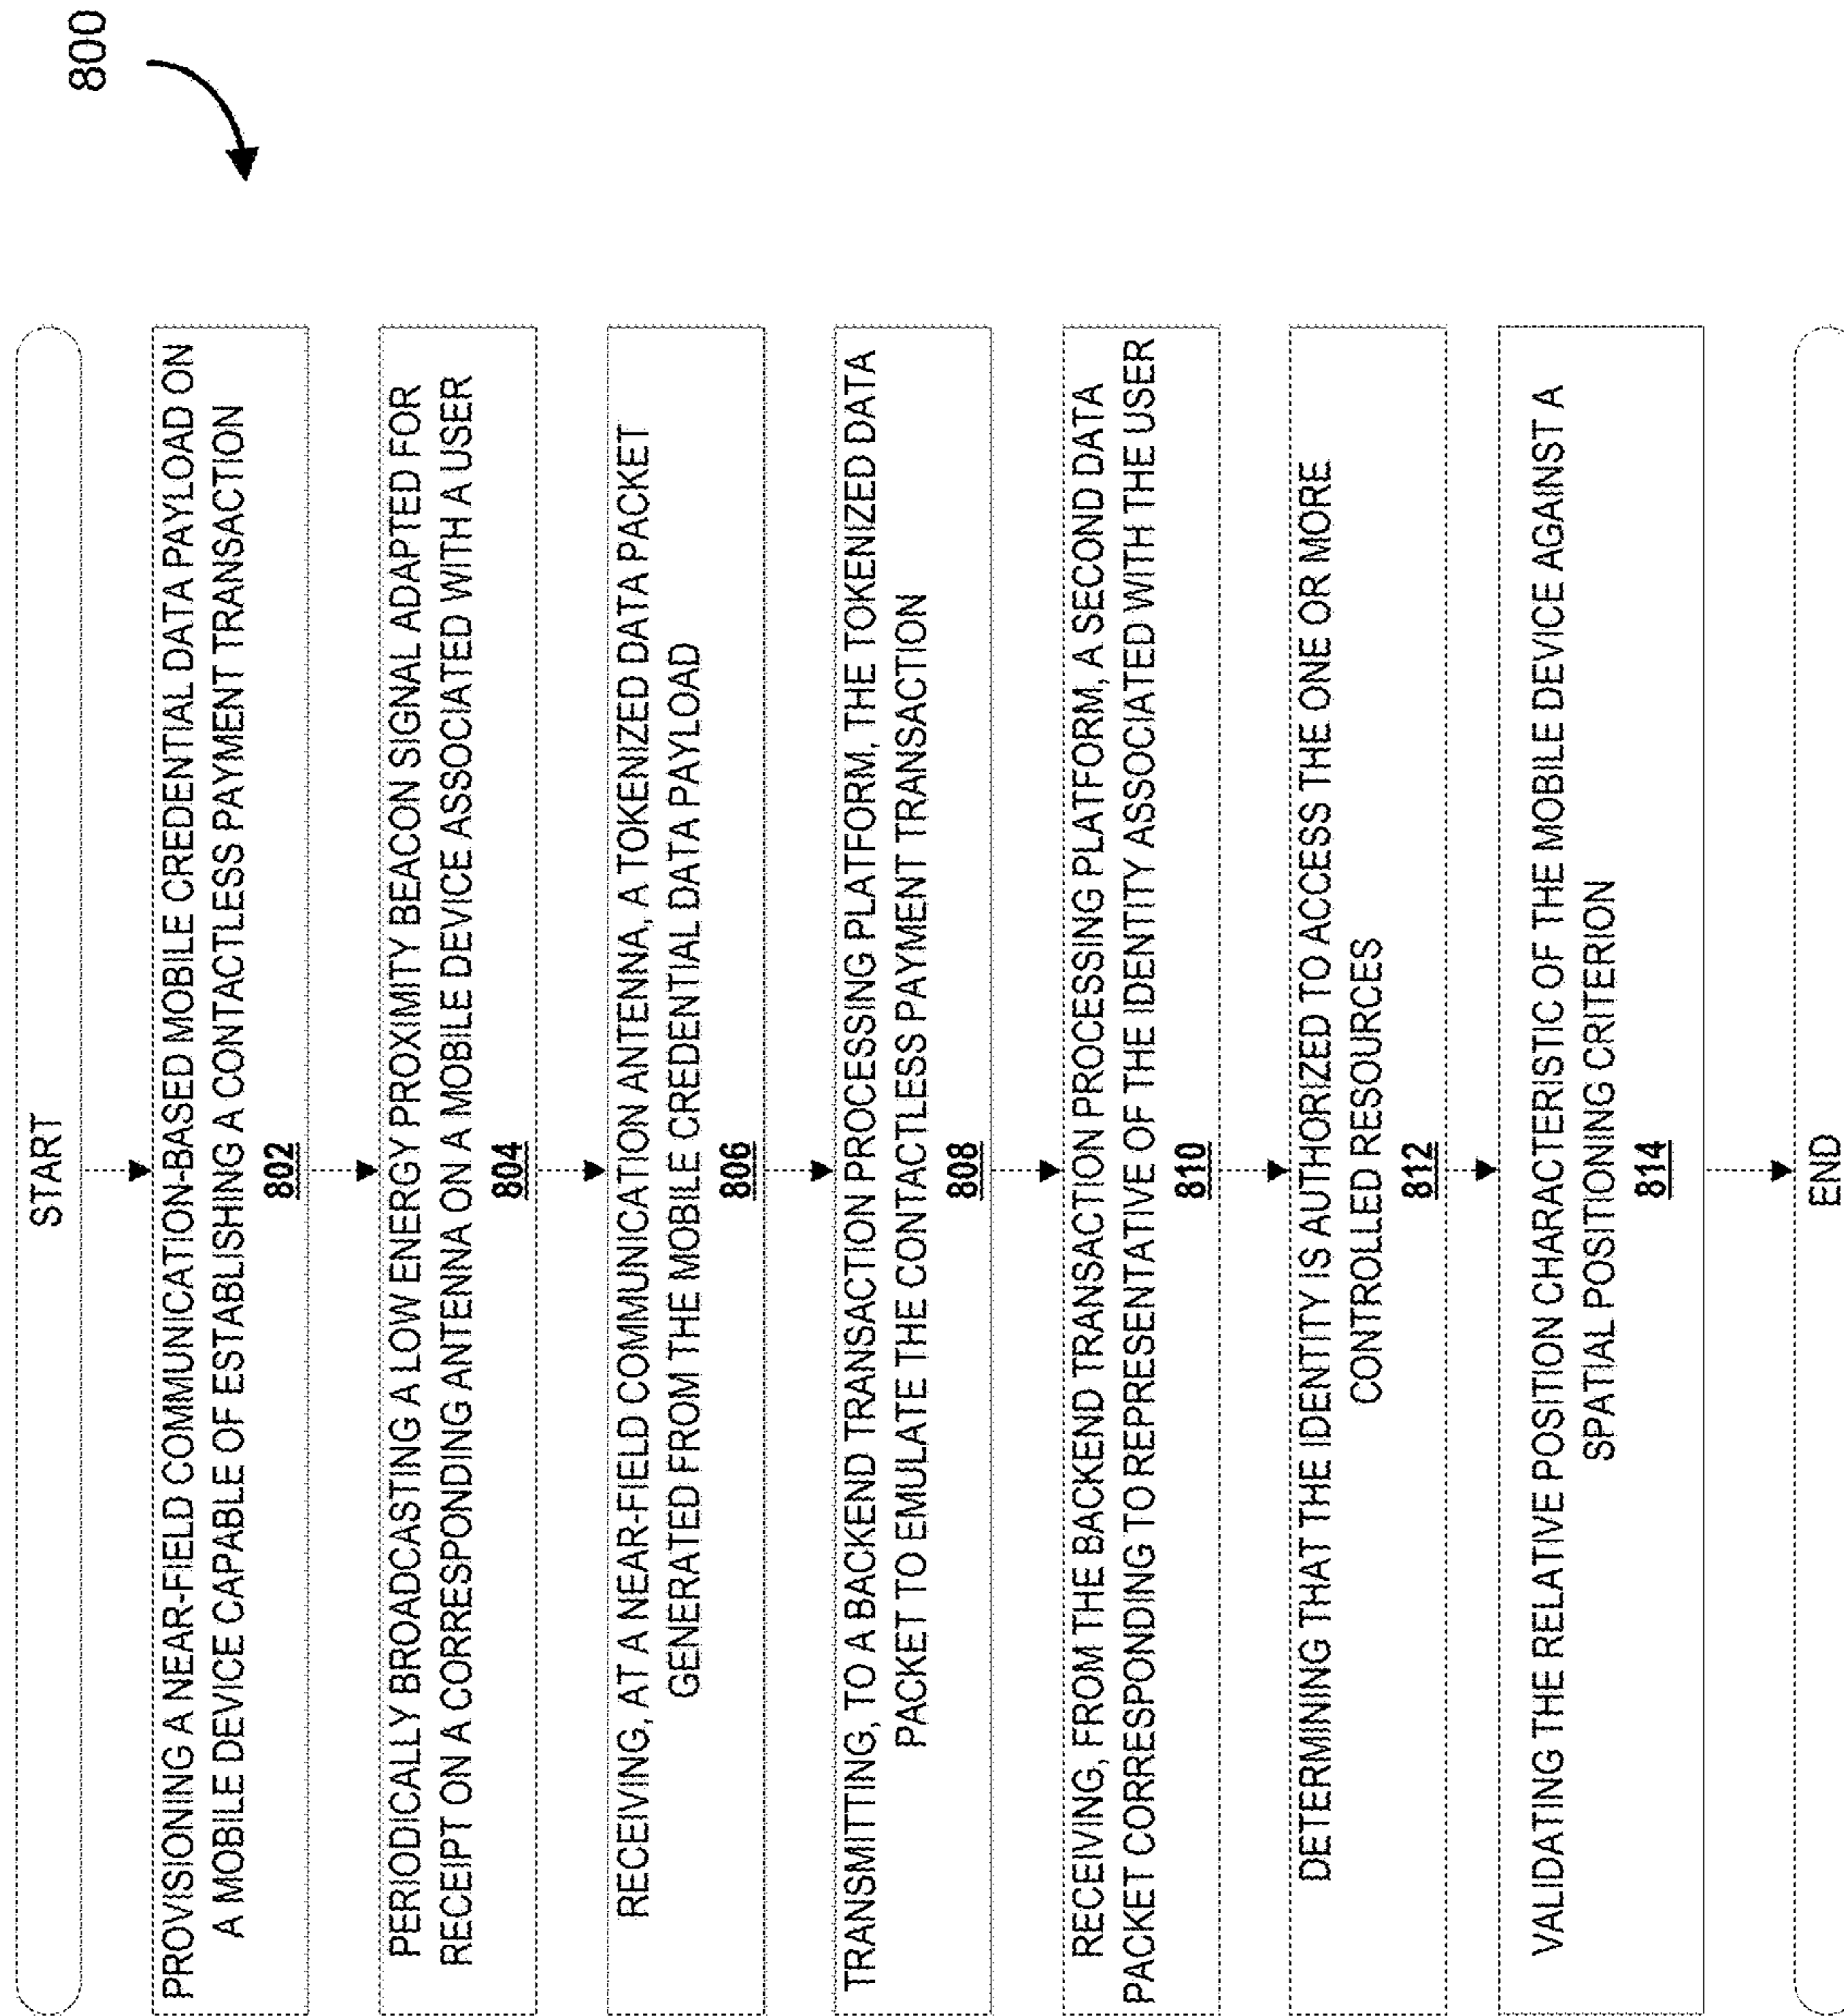 800
START
PROVISIONING A NEAR-FIELD COMMUNICATION-BASED MOBILE CREDENTIAL DATA PAYLOAD ON
A MOBILE DEVICE CAPABLE OF ESTABLISHING A CONTACTLESS PAYMENT TRANSACTION
802
PERIODICALLY BROADCASTING A LOW ENERGY PROXIMITY BEACON SIGNAL ADAPTED FOR
RECEIPT ON A CORRESPONDING ANTENNA ON A MOBILE DEVICE ASSOCIATED WITH A USER
804
RECEIVING, AT A NEAR-FIELD COMMUNICATION ANTENNA, A TOKENIZED DATA PACKET
GENERATED FROM THE MOBILE CREDENTIAL DATA PAYLOAD
806
TRANSMITTING, TO A BACKEND TRANSACTION PROCESSING PLATFORM, THE TOKENIZED DATA
PACKET TO EMULATE THE CONTACTLESS PAYMENT TRANSACTION
808
RECEIVING, FROM THE BACKEND TRANSACTION PROCESSING PLATFORM, A SECOND DATA
PACKET CORRESPONDING TO REPRESENTATIVE OF THE IDENTITY ASSOCIATED WITH THE USER
810
DETERMINING THAT THE IDENTITY IS AUTHORIZED TO ACCESS THE ONE OR MORE
CONTROLLED RESOURCES
812
VALIDATING THE RELATIVE POSITION CHARACTERISTIC OF THE MOBILE DEVICE AGAINST A
SPATIAL POSITIONING CRITERION
814
END